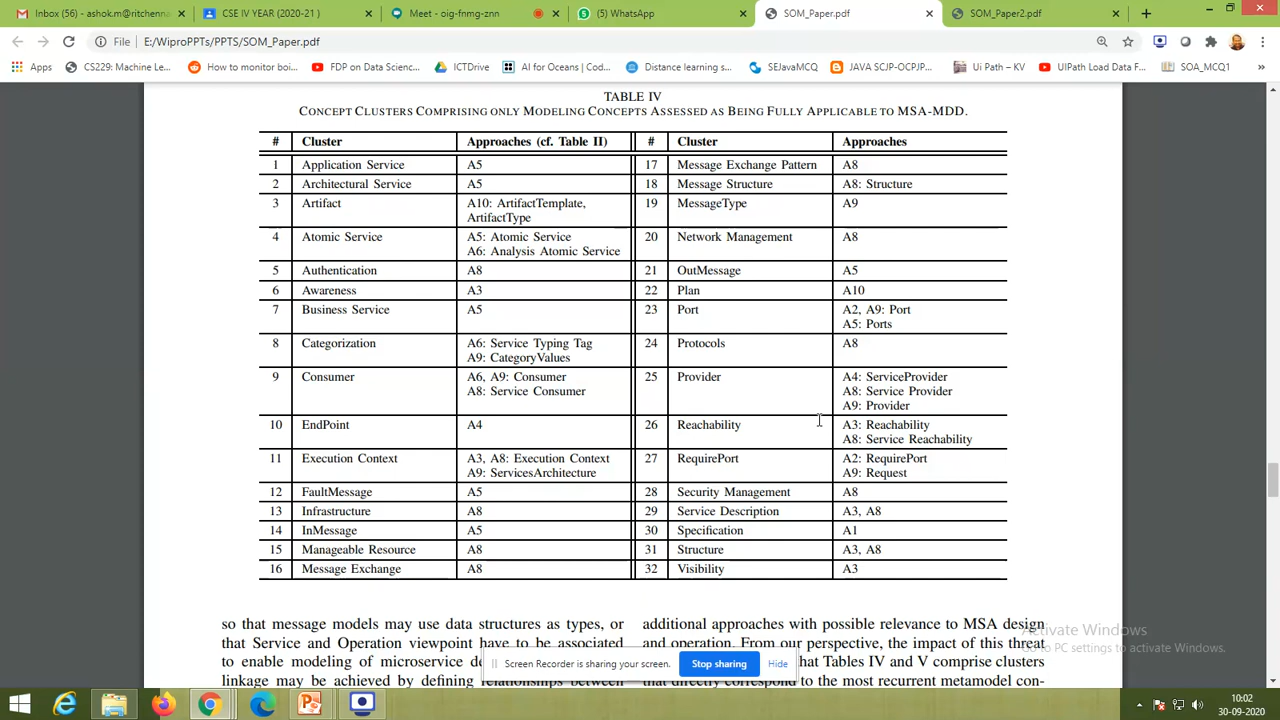 Inbox (56) - ashok.m@ritchenna
CSE IV YEAR (2020-21 )
Meet - oig-fnmg-znn
(5) WhatsApp
SOM_Paper.pdf
SOM_Paper2.pdf
File E:/WiproPPTs/PPTS/SOM_Paper.pdf
Apps
CS229: Machine Le...
How to monitor boi...
FDP on Data Scienc...
ICTDrive
AI for Oceans | Cod...
Distance learning s...
SEJavaMCQ
JAVA SCJP-OCPJP...
Ui Path – KV
UIPath Load Data F...
SOA_MCQ1
TABLE IV
CONCEPT CLUSTERS COMPRISING ONLY MODELING CONCEPTS ASSESSED AS BEING FULLY APPLICABLE TO MSA-MDD.
# Cluster Approaches (cf. Table II) # Cluster Approaches
1 Application Service A5 17 Message Exchange Pattern A8
2 Architectural Service A5 18 Message Structure A8: Structure
3 Artifact A10: ArtifactTemplate, 19 MessageType A9
ArtifactType
4 Atomic Service A5: Atomic Service 20 Network Management A8
A6: Analysis Atomic Service
5 Authentication A8 21 OutMessage A5
6 Awareness A3 22 Plan A10
7 Business Service A5 23 Port A2, A9: Port
A5: Ports
8 Categorization A6: Service Typing Tag 24 Protocols A8
A9: CategoryValues
9 Consumer A6, A9: Consumer 25 Provider A4: ServiceProvider
A8: Service Consumer A8: Service Provider
A9: Provider
10 EndPoint A4 26 Reachability A3: Reachability
A8: Service Reachability
11 Execution Context A3, A8: Execution Context 27 RequirePort A2: RequirePort
A9: ServicesArchitecture A9: Request
12 FaultMessage A5 28 Security Management A8
13 Infrastructure A8 29 Service Description A3, A8
14 InMessage A5 30 Specification A1
15 Manageable Resource A8 31 Structure A3, A8
16 Message Exchange A8 32 Visibility A3
so that message models may use data structures as types, or
that Service and Operation viewpoint have to be associated
to enable modeling of microservice de
linkage may be achieved by defining relationships between
additional approaches with possible relevance to MSA design
and operation. From our perspective, the impact of this threat
that Tables IV and V comprise clusters
that directly correspond to the most recurrent metamodel con-
Activate Windows
Go to PC settings to activate Windows.
Screen Recorder is sharing your screen.
Stop sharing
Hide
10:02
30-09-2020